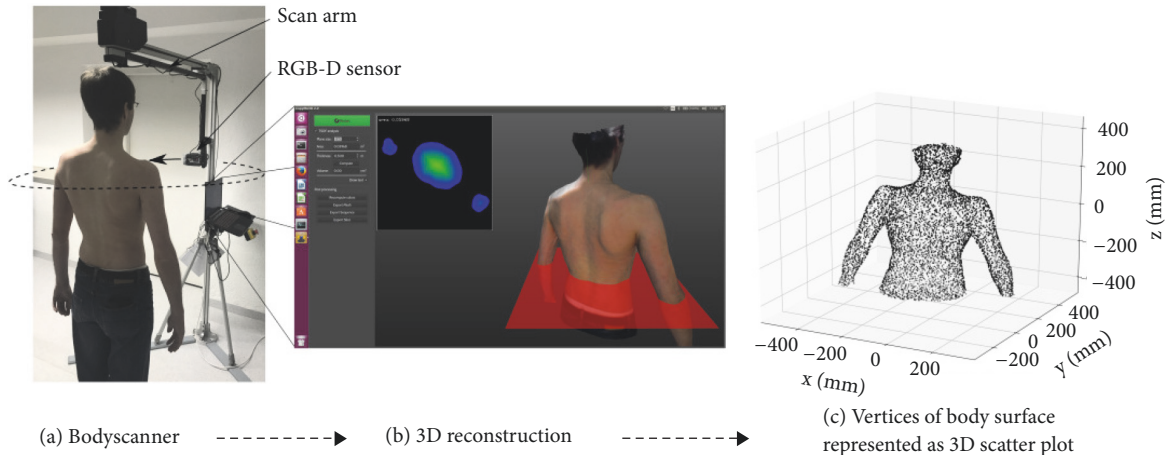 Scan arm
RGB-D sensor
400
200
0
−200
−400
z (mm)
400
200
0
−200
y (mm)
−400
−200
0
200
x (mm)
(a) Bodyscanner
(b) 3D reconstruction
(c) Vertices of body surface
represented as 3D scatter plot